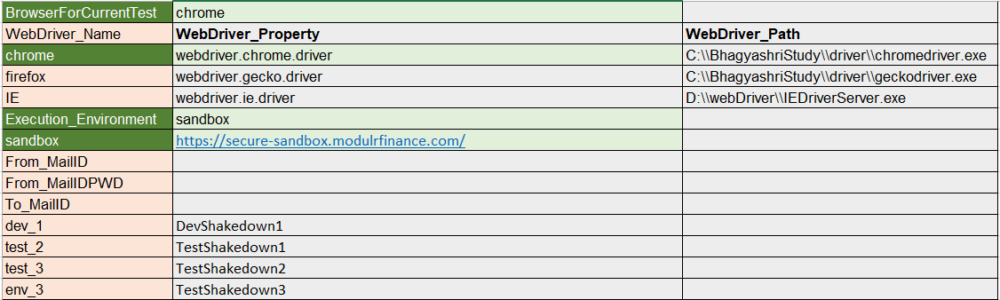 BrowserForCurrentTest chrome
WebDriver_Name WebDriver_Property WebDriver_Path
chrome webdriver.chrome.driver C:\\BhagyashriStudy\\driver\\chromedriver.exe
firefox webdriver.gecko.driver C:\\BhagyashriStudy\\driver\\geckodriver.exe
IE webdriver.ie.driver D:\\webDriver\\IEDriverServer.exe
Execution_Environment sandbox
sandbox https://secure-sandbox.modulrfinance.com/
From_MailID
From_MailIDPWD
To_MailID
dev_1 DevShakedown1
test_2 TestShakedown1
test_3 TestShakedown2
env_3 TestShakedown3